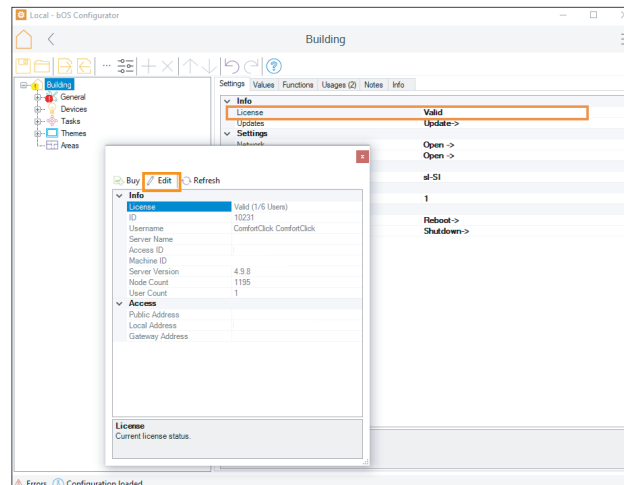 Local - bOS Configurator
Building
Building
General
Devices
Tasks
Themes
Areas
Settings Values Functions Usages (2) Notes Info
Info
License Valid
Updates Update->
Settings
Network Open ->
Open ->
sl-SI
1
Reboot->
Shutdown->
Buy Edit Refresh
Info
License Valid (1/6 Users)
ID 10231
Username ComfortClick ComfortClick
Server Name
Access ID
Machine ID
Server Version 4.9.8
Node Count 1195
User Count 1
Access
Public Address
Local Address
Gateway Address
License
Current license status.
Errors Configuration loaded